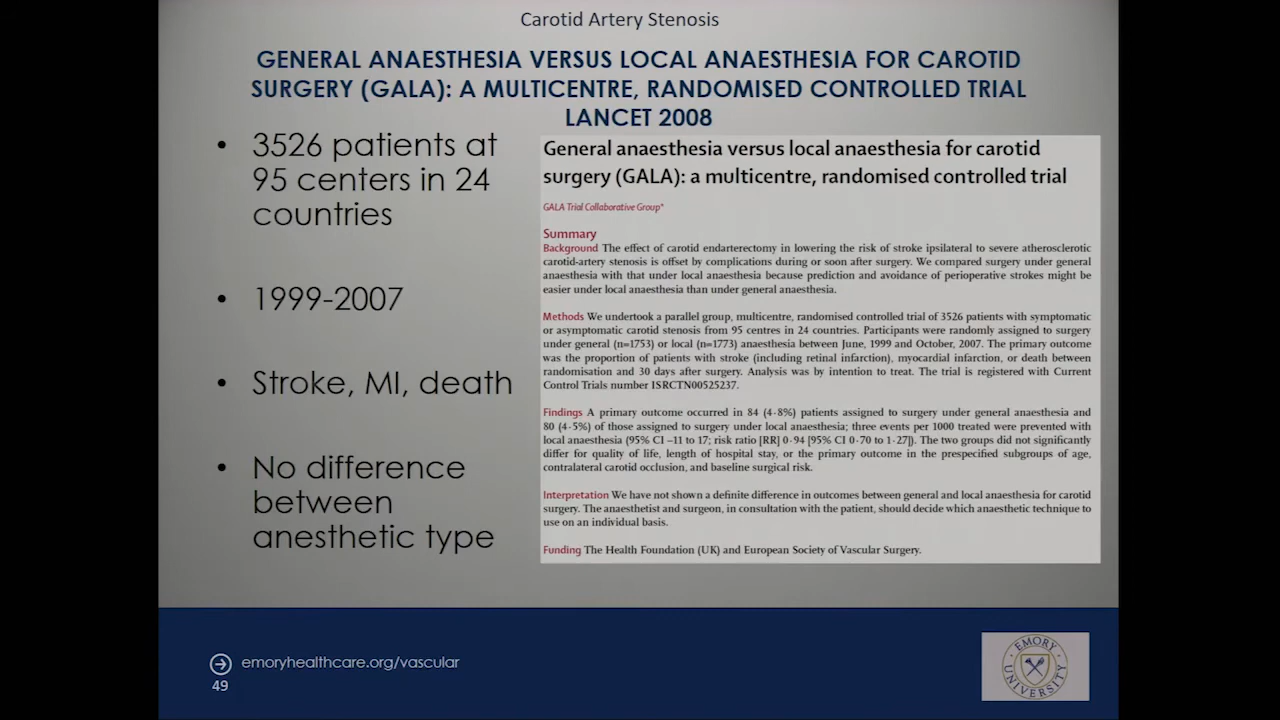 Carotid Artery Stenosis
GENERAL ANAESTHESIA VERSUS LOCAL ANAESTHESIA FOR CAROTID
SURGERY (GALA): A MULTICENTRE, RANDOMISED CONTROLLED TRIAL
LANCET 2008
• 3526 patients at
95 centers in 24
countries
• 1999-2007
• Stroke, MI, death
• No difference
between
anesthetic type
General anaesthesia versus local anaesthesia for carotid
surgery (GALA): a multicentre, randomised controlled trial
GALA Trial Collaborative Group*
Summary
Background The effect of carotid endarterectomy in lowering the risk of stroke ipsilateral to severe atherosclerotic
carotid-artery stenosis is offset by complications during or soon after surgery. We compared surgery under general
anaesthesia with that under local anaesthesia because prediction and avoidance of perioperative strokes might be
easier under local anaesthesia than under general anaesthesia.
Methods We undertook a parallel group, multicentre, randomised controlled trial of 3526 patients with symptomatic
or asymptomatic carotid stenosis from 95 centres in 24 countries. Participants were randomly assigned to surgery
under general (n=1753) or local (n=1773) anaesthesia between June, 1999 and October, 2007. The primary outcome
was the proportion of patients with stroke (including retinal infarction), myocardial infarction, or death between
randomisation and 30 days after surgery. Analysis was by intention to treat. The trial is registered with Current
Control Trials number ISRCTN00525237.
Findings A primary outcome occurred in 84 (4·8%) patients assigned to surgery under general anaesthesia and
80 (4·5%) of those assigned to surgery under local anaesthesia; three events per 1000 treated were prevented with
local anaesthesia (95% CI –11 to 17; risk ratio [RR] 0·94 [95% CI 0·70 to 1·27]). The two groups did not significantly
differ for quality of life, length of hospital stay, or the primary outcome in the prespecified subgroups of age,
contralateral carotid occlusion, and baseline surgical risk.
Interpretation We have not shown a definite difference in outcomes between general and local anaesthesia for carotid
surgery. The anaesthetist and surgeon, in consultation with the patient, should decide which anaesthetic technique to
use on an individual basis.
Funding The Health Foundation (UK) and European Society of Vascular Surgery.
emoryhealthcare.org/vascular
49
EMORY
UNIVERSITY